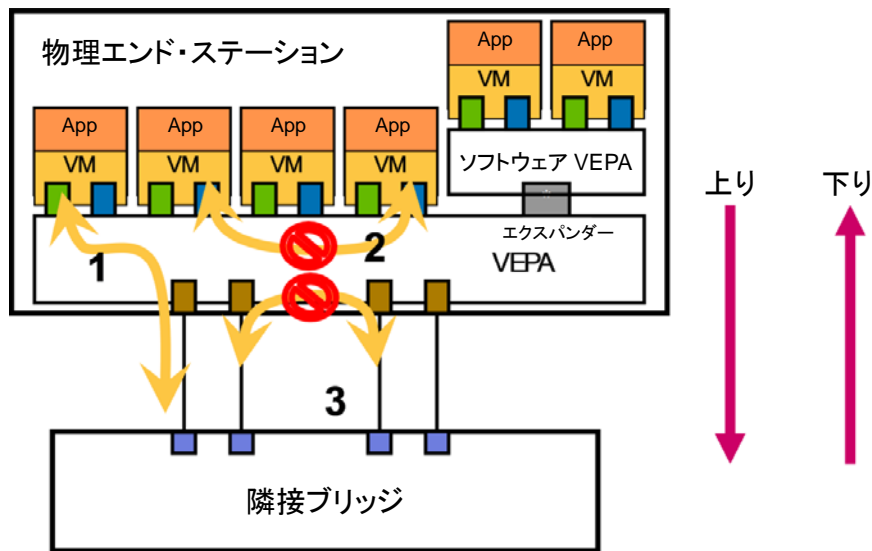 物理エンド・ステーション
App
App
VM
VM
App
App
App
App
VM
VM
VM
VM
ソフトウェア VEPA
エクスパンダー
VEPA
1
2
3
隣接ブリッジ
上り
下り